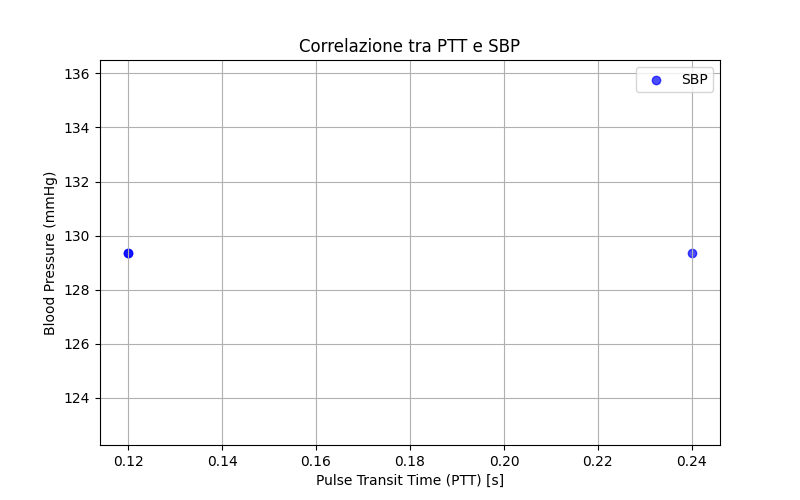 Correlazione tra PTT e SBP
SBP
Blood Pressure (mmHg)
136
134
132
130
128
126
124
0.12 0.14 0.16 0.18 0.20 0.22 0.24
Pulse Transit Time (PTT) [s]